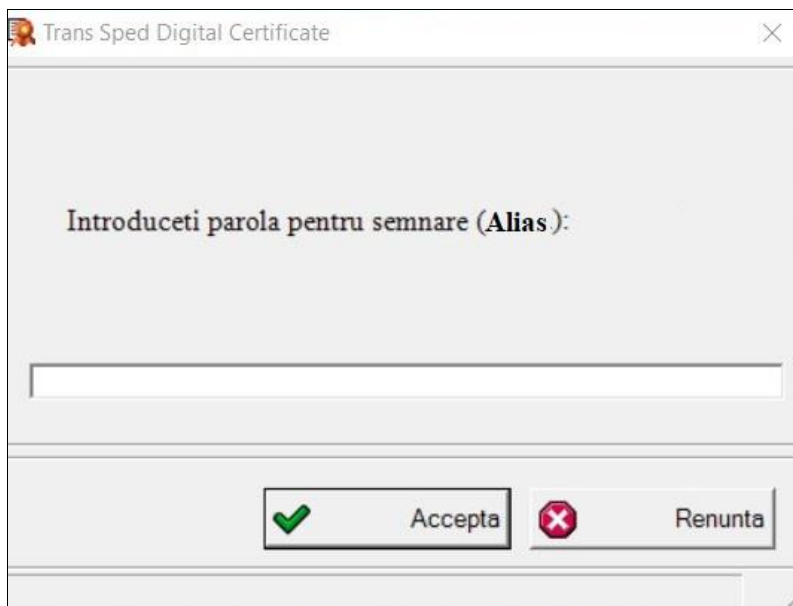 Trans Sped Digital Certificate
Introduceti parola pentru semnare (Alias.):
Accepta
Renunta